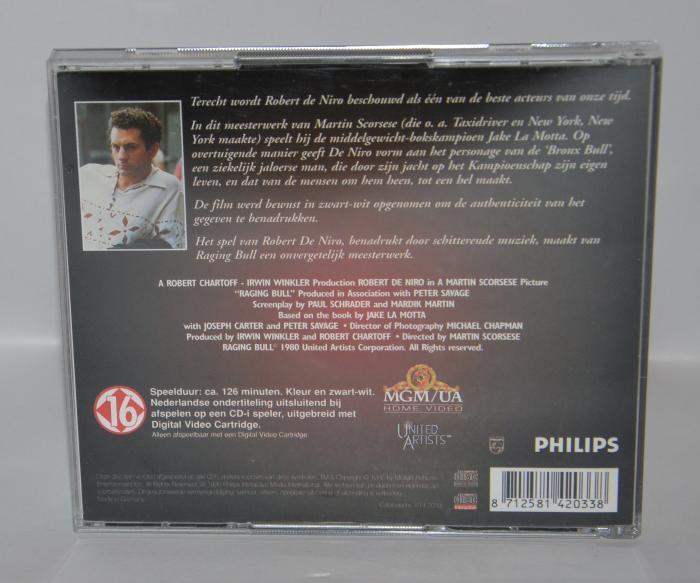 Terecht wordt Robert de Niro beschouwd als één van de beste acteurs van onze tijd.
In dit meesterwerk van Martin Scorsese (die o. a. Taxidriver en New York, New
York maakte) speelt hij de middelgewicht-bokskampioen Jake La Motta. Op
overtuigende manier geeft De Niro vorm aan het personage van de 'Bronx Bull',
een ziekelijk jaloerse man, die door zijn jacht op het Kampioenschap zijn eigen
leven, en dat van de mensen om hem heen, tot een hel maakt.
De film werd bewust in zwart-wit opgenomen om de authenticiteit van het
gegeven te benadrukken.
Het spel van Robert De Niro, benadrukt door schitterende muziek, maakt van
Raging Bull een onvergetelijk meesterwerk.
A ROBERT CHARTOFF - IRWIN WINKLER Production ROBERT DE NIRO in A MARTIN SCORSESE Picture
"RAGING BULL" Produced in Association with PETER SAVAGE
Screenplay by PAUL SCHRADER and MARDIK MARTIN
Based on the book by JAKE LA MOTTA
with JOSEPH CARTER and PETER SAVAGE • Director of Photography MICHAEL CHAPMAN
Produced by IRWIN WINKLER and ROBERT CHARTOFF • Directed by MARTIN SCORSESE
RAGING BULL © 1980 United Artists Corporation. All Rights reserved.
16
Speelduur: ca. 126 minuten. Kleur en zwart-wit.
Nederlandse ondertiteling uitsluitend bij
afspelen op een CD-i speler, uitgebreid met
Digital Video Cartridge.
Alleen afspeelbaar met een Digital Video Cartridge.
MGM/UA
HOME VIDEO
UNITED
ARTISTS™
PHILIPS
8 712581 420338